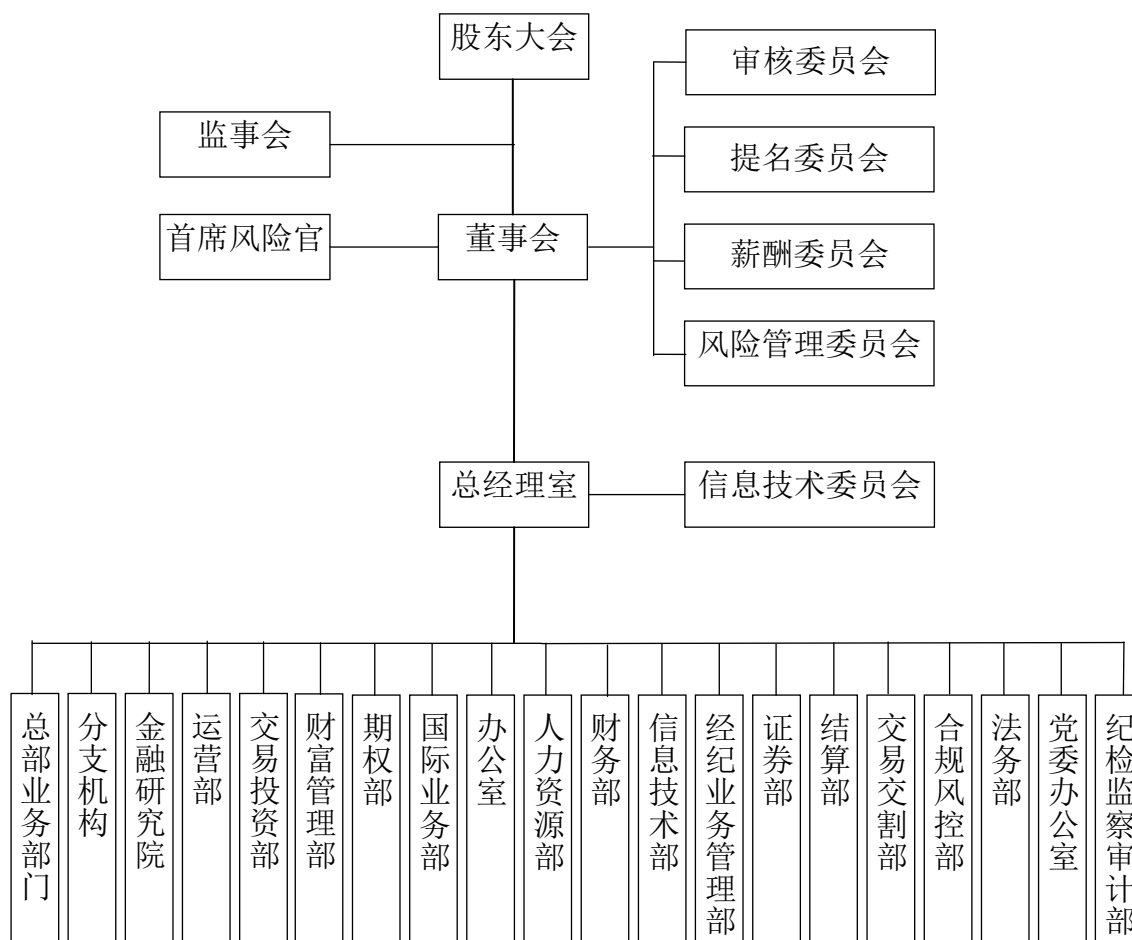 股东大会
审核委员会
监事会
提名委员会
首席风险官
董事会
薪酬委员会
风险管理委员会
总经理室
信息技术委员会
总部业务部门
分支机构
金融研究院
运营部
交易投资部
财富管理部
期权部
国际业务部
办公室
人力资源部
财务部
信息技术部
经纪业务管理部
证券部
结算部
交易交割部
合规风控部
法务部
党委办公室
纪检监察审计部